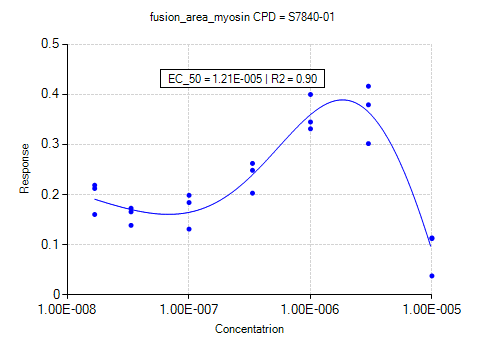 fusion_area_myosin CPD = S7840-01
0.5
EC_50 = 1.21E-005 | R2 = 0.90
0.4
0.3
Response
0.2
0.1
0
1.00E-008 1.00E-007 1.00E-006 1.00E-005
Concentatrion